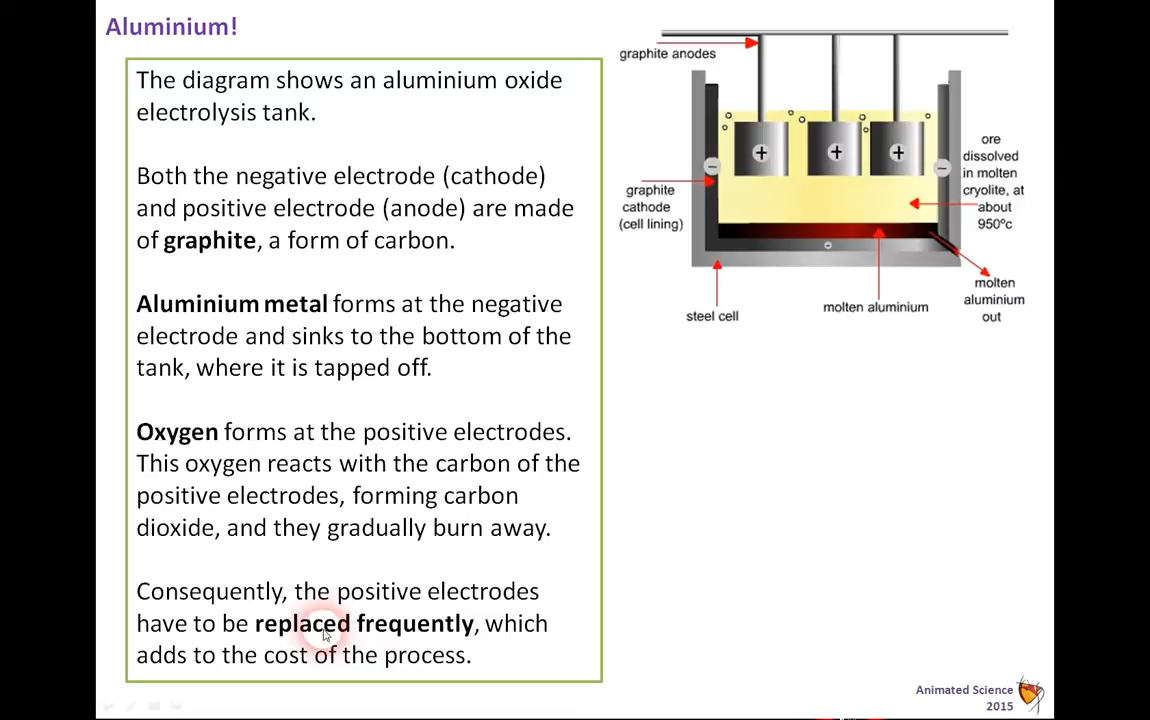 Aluminium!
The diagram shows an aluminium oxide
electrolysis tank.
Both the negative electrode (cathode)
and positive electrode (anode) are made
of graphite, a form of carbon.
Aluminium metal forms at the negative
electrode and sinks to the bottom of the
tank, where it is tapped off.
Oxygen forms at the positive electrodes.
This oxygen reacts with the carbon of the
positive electrodes, forming carbon
dioxide, and they gradually burn away.
Consequently, the positive electrodes
have to be replaced frequently, which
adds to the cost of the process.
graphite anodes
+ + +
− −
graphite
cathode
(cell lining)
ore
dissolved
in molten
cryolite, at
about
950ºc
steel cell
molten aluminium
molten
aluminium
out
Animated Science
2015